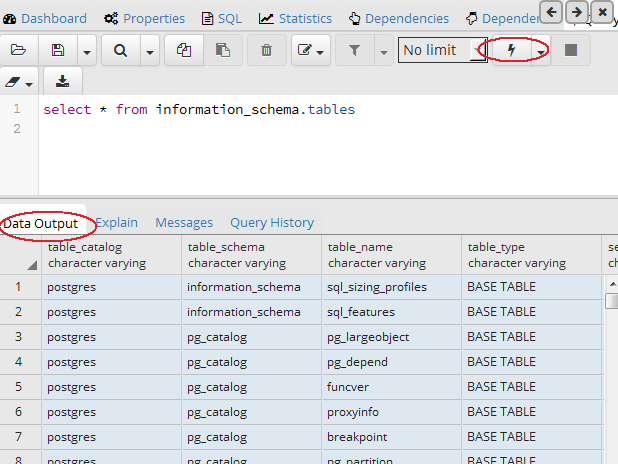 Dashboard Properties SQL Statistics Dependencies Depender
No limit
1 select * from information_schema.tables
2
Data Output Explain Messages Query History
table_catalog table_schema table_name table_type
character varying character varying character varying character varying
1 postgres information_schema sql_sizing_profiles BASE TABLE
2 postgres information_schema sql_features BASE TABLE
3 postgres pg_catalog pg_largeobject BASE TABLE
4 postgres pg_catalog pg_depend BASE TABLE
5 postgres pg_catalog funcver BASE TABLE
6 postgres pg_catalog proxyinfo BASE TABLE
7 postgres pg_catalog breakpoint BASE TABLE
8 postgres pg_catalog pg_partition BASE TABLE